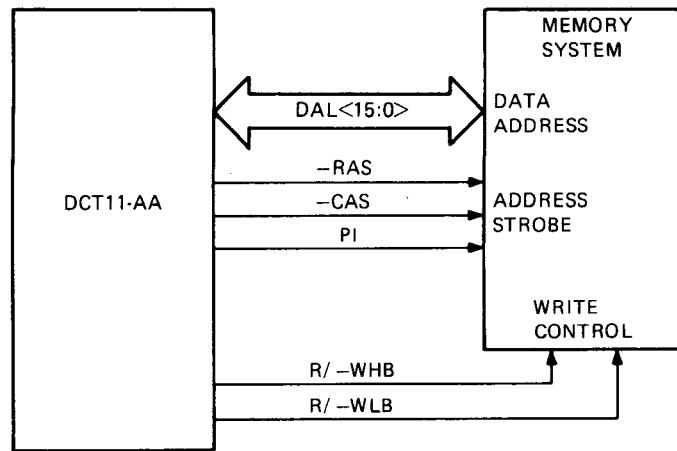 MEMORY
SYSTEM
DAL<15:0>
DATA
ADDRESS
−RAS
DCT11-AA
−CAS
ADDRESS
STROBE
PI
WRITE
CONTROL
R/ −WHB
R/ −WLB